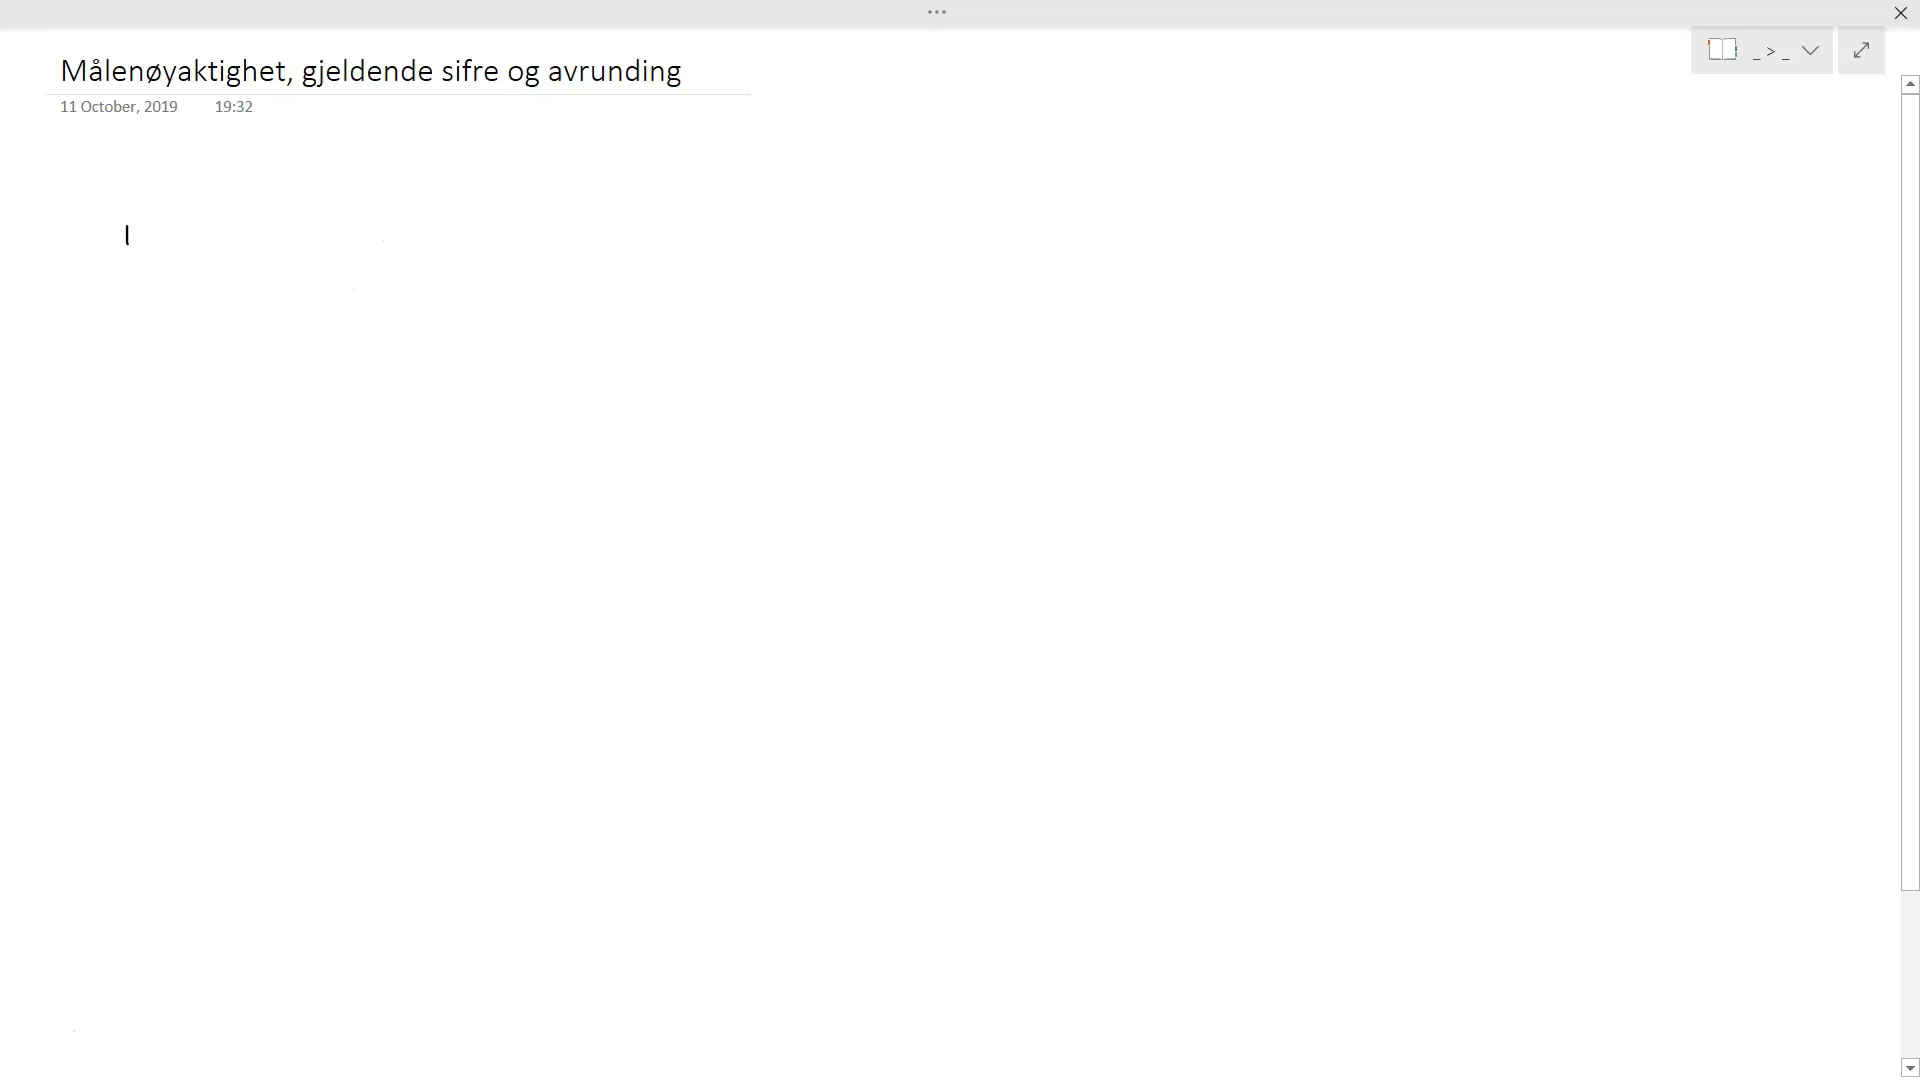 Målenøyaktighet, gjeldende sifre og avrunding
11 October, 2019 19:32